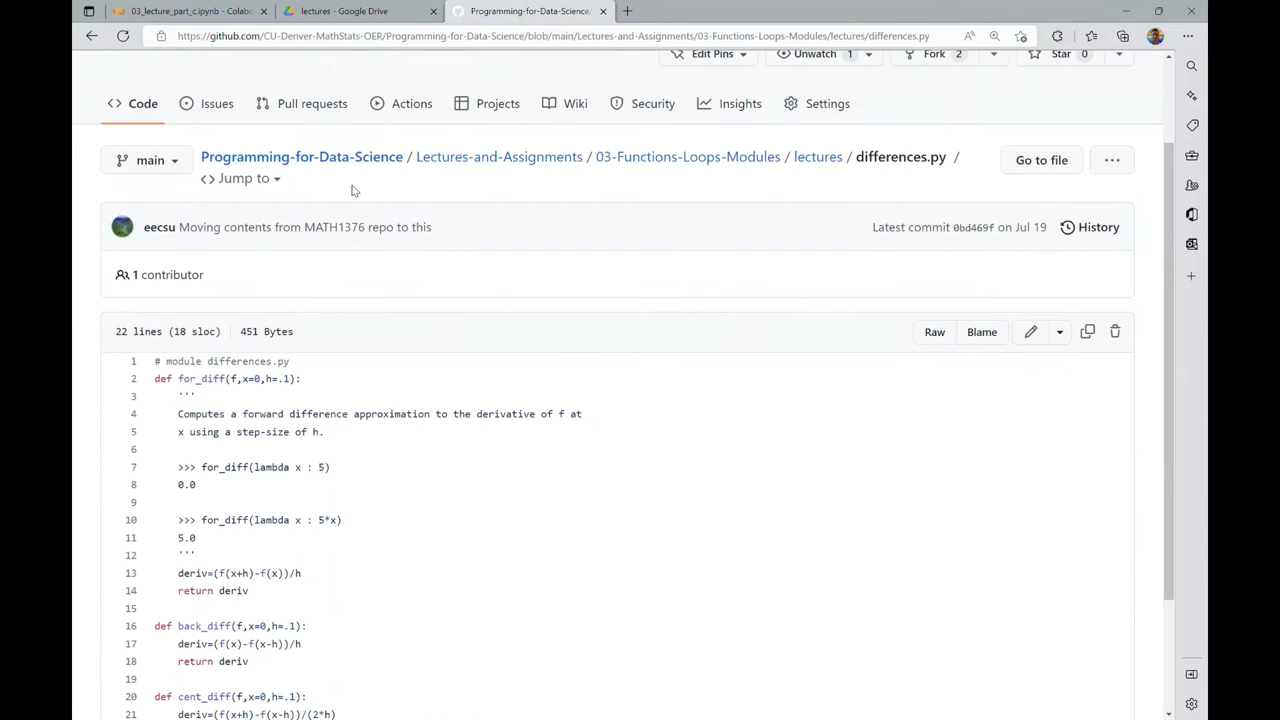 03_lecture_part_c.ipynb - Colab
lectures - Google Drive
Programming-for-Data-Science/
https://github.com/CU-Denver-MathStats-OER/Programming-for-Data-Science/blob/main/Lectures-and-Assignments/03-Functions-Loops-Modules/lectures/differences.py
Edit Pins
Unwatch 1
Fork 2
Star 0
Code
Issues
Pull requests
Actions
Projects
Wiki
Security
Insights
Settings
main
Programming-for-Data-Science / Lectures-and-Assignments / 03-Functions-Loops-Modules / lectures / differences.py /
<> Jump to
Go to file
...
eecsu Moving contents from MATH1376 repo to this
Latest commit 0bd469f on Jul 19
History
1 contributor
22 lines (18 sloc)
451 Bytes
Raw
Blame
1 # module differences.py
2 def for_diff(f,x=0,h=.1):
3 '''
4 Computes a forward difference approximation to the derivative of f at
5 x using a step-size of h.
6
7 >>> for_diff(lambda x : 5)
8 0.0
9
10 >>> for_diff(lambda x : 5*x)
11 5.0
12 '''
13 deriv=(f(x+h)-f(x))/h
14 return deriv
15
16 def back_diff(f,x=0,h=.1):
17 deriv=(f(x)-f(x-h))/h
18 return deriv
19
20 def cent_diff(f,x=0,h=.1):
21 deriv=(f(x+h)-f(x-h))/(2*h)